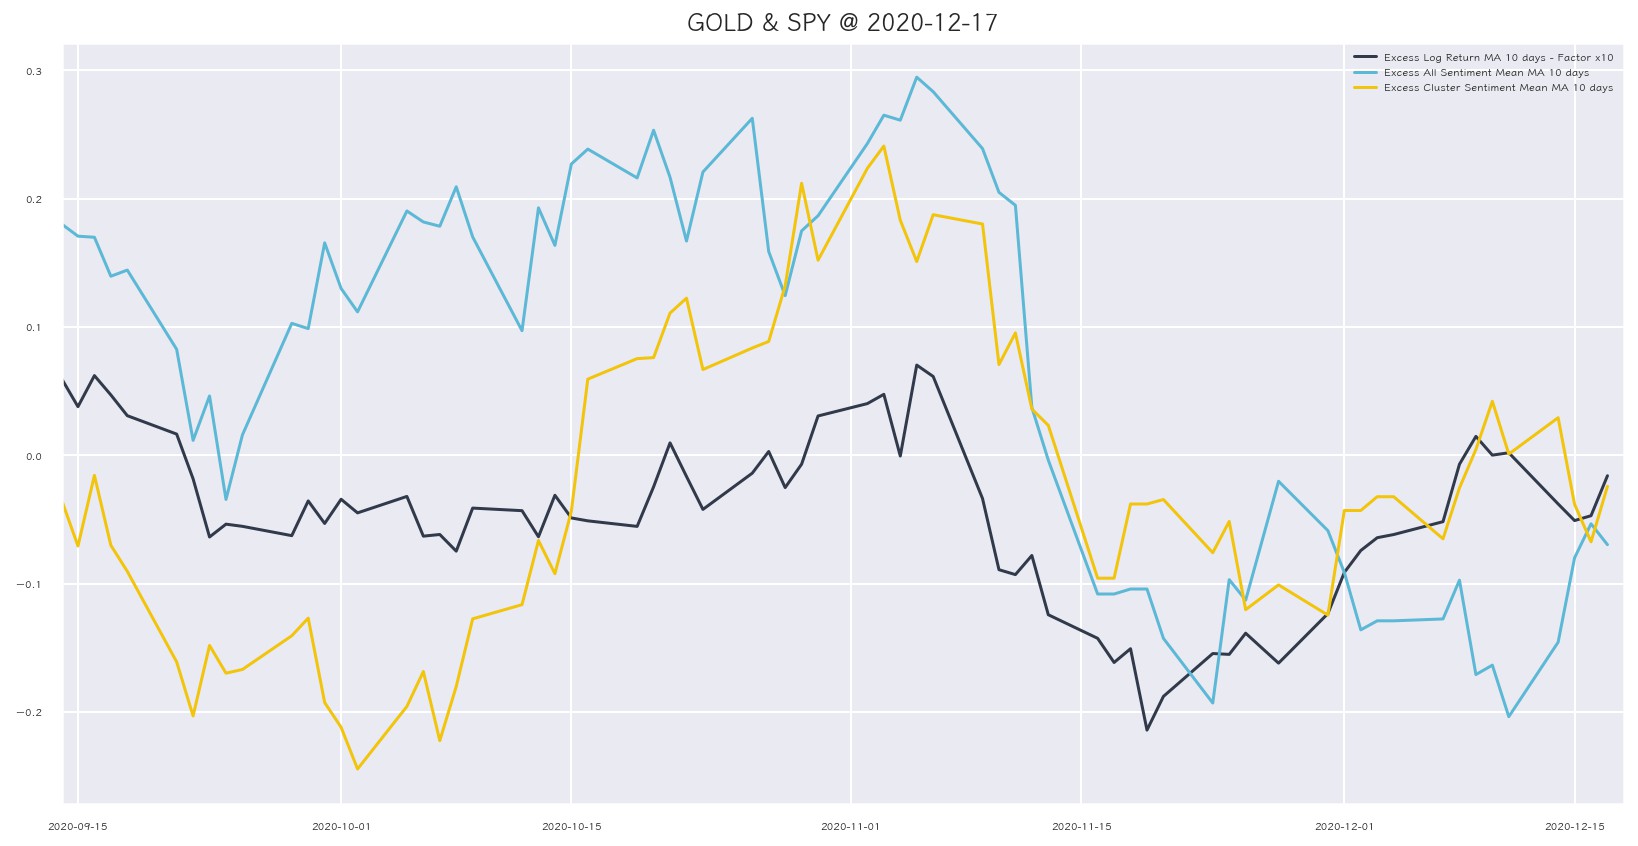 GOLD & SPY @ 2020-12-17
Excess Log Return MA 10 days - Factor x10
Excess All Sentiment Mean MA 10 days
Excess Cluster Sentiment Mean MA 10 days
0.3
0.2
0.1
0.0
−0.1
−0.2
2020-09-15 2020-10-01 2020-10-15 2020-11-01 2020-11-15 2020-12-01 2020-12-15